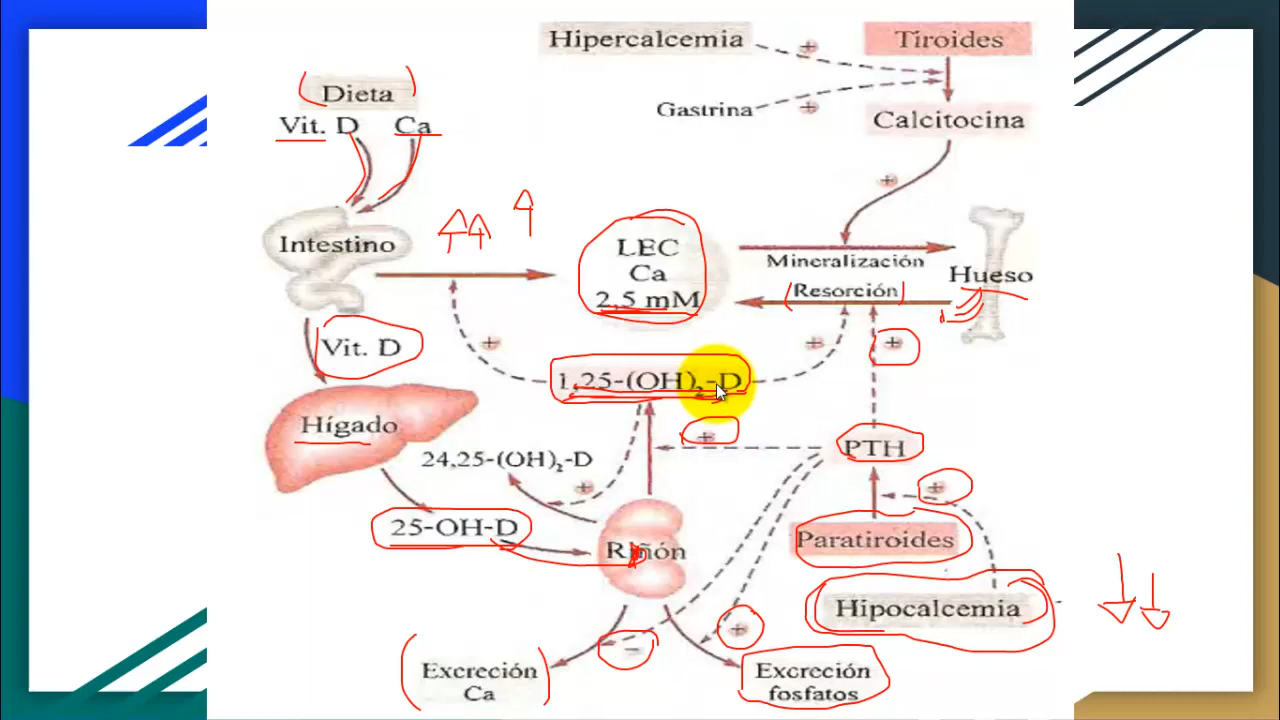 Hipercalcemia
Tiroides
Dieta
Gastrina
Vit. D Ca
Calcitocina
Intestino
LEC
Ca
2,5 mM
Mineralización
Resorción
Hueso
Vit. D
1,25-(OH)₂-D
Hígado
PTH
24,25-(OH)₂-D
25-OH-D
Riñón
Paratiroides
Hipocalcemia
Excreción
Ca
Excreción
fosfatos